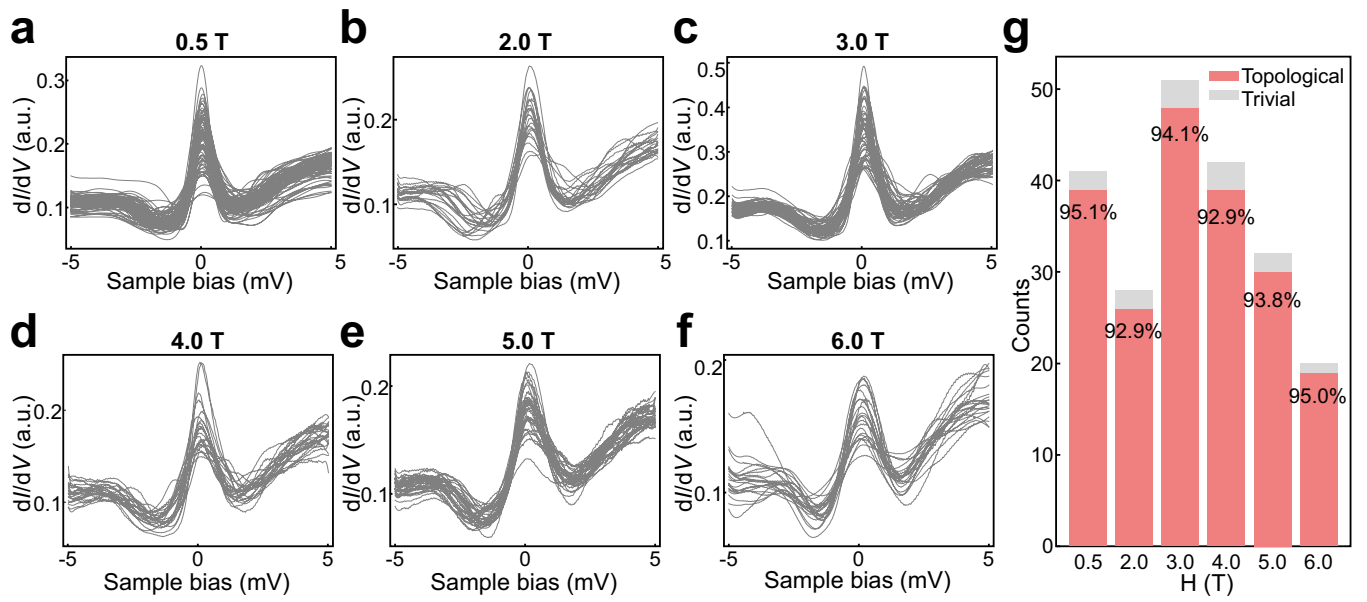 a
0.5 T
dI/dV (a.u.)
0.3
0.2
0.1
-5
0
5
Sample bias (mV)
b
2.0 T
dI/dV (a.u.)
0.2
0.1
-5
0
5
Sample bias (mV)
c
3.0 T
dI/dV (a.u.)
0.5
0.4
0.3
0.2
0.1
-5
0
5
Sample bias (mV)
d
4.0 T
dI/dV (a.u.)
0.2
0.1
-5
0
5
Sample bias (mV)
e
5.0 T
dI/dV (a.u.)
0.2
0.1
-5
0
5
Sample bias (mV)
f
6.0 T
dI/dV (a.u.)
0.2
0.1
-5
0
5
Sample bias (mV)
g
Topological
Trivial
Counts
50
40
30
20
10
0
95.1%
92.9%
94.1%
92.9%
93.8%
95.0%
0.5
2.0
3.0
4.0
5.0
6.0
H (T)